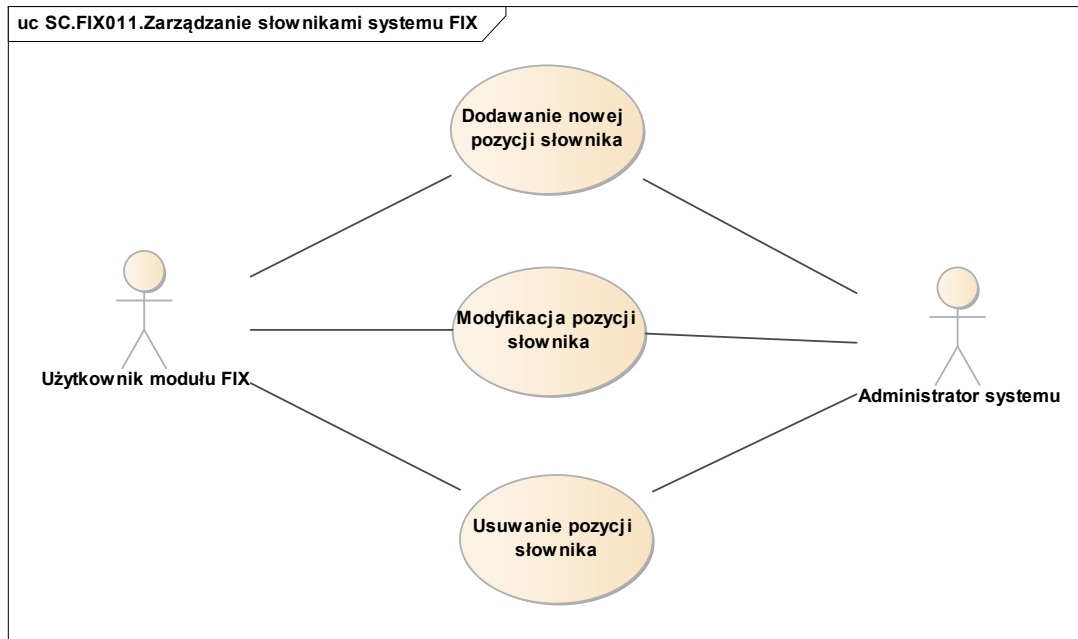 uc SC.FIX011.Zarządzanie słownikami systemu FIX
Dodawanie nowej
pozycji słownika
Modyfikacja pozycji
słownika
Użytkownik modułu FIX
Administrator systemu
Usuwanie pozycji
słownika